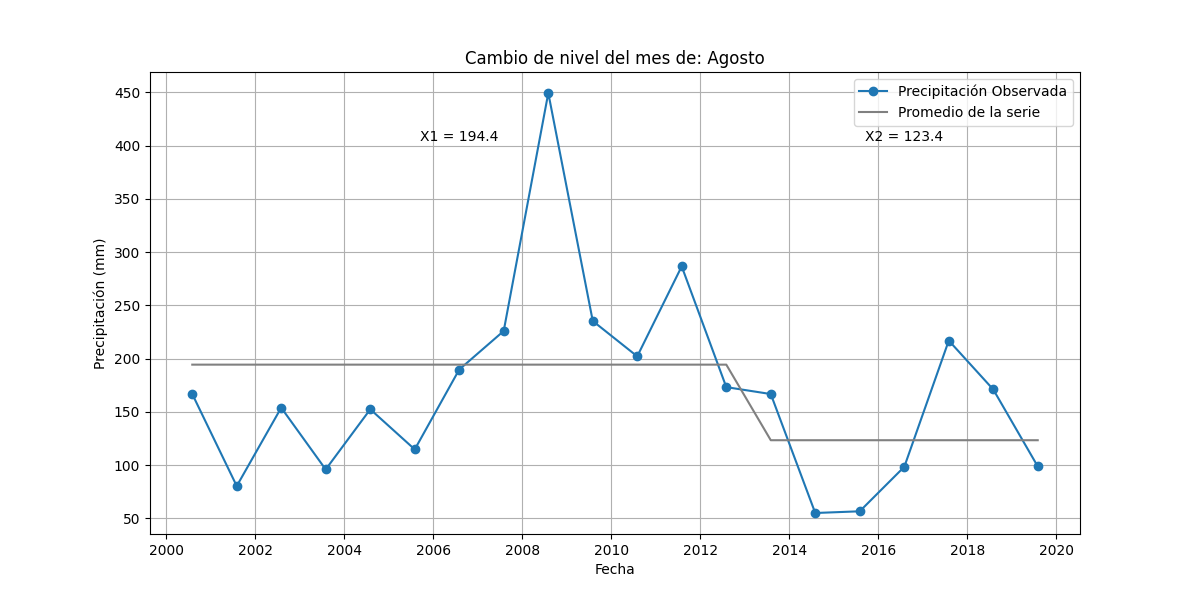 Cambio de nivel del mes de: Agosto
Precipitación Observada
Promedio de la serie
X1 = 194.4
X2 = 123.4
450
400
350
300
250
200
150
100
50
Precipitación (mm)
2000 2002 2004 2006 2008 2010 2012 2014 2016 2018 2020
Fecha